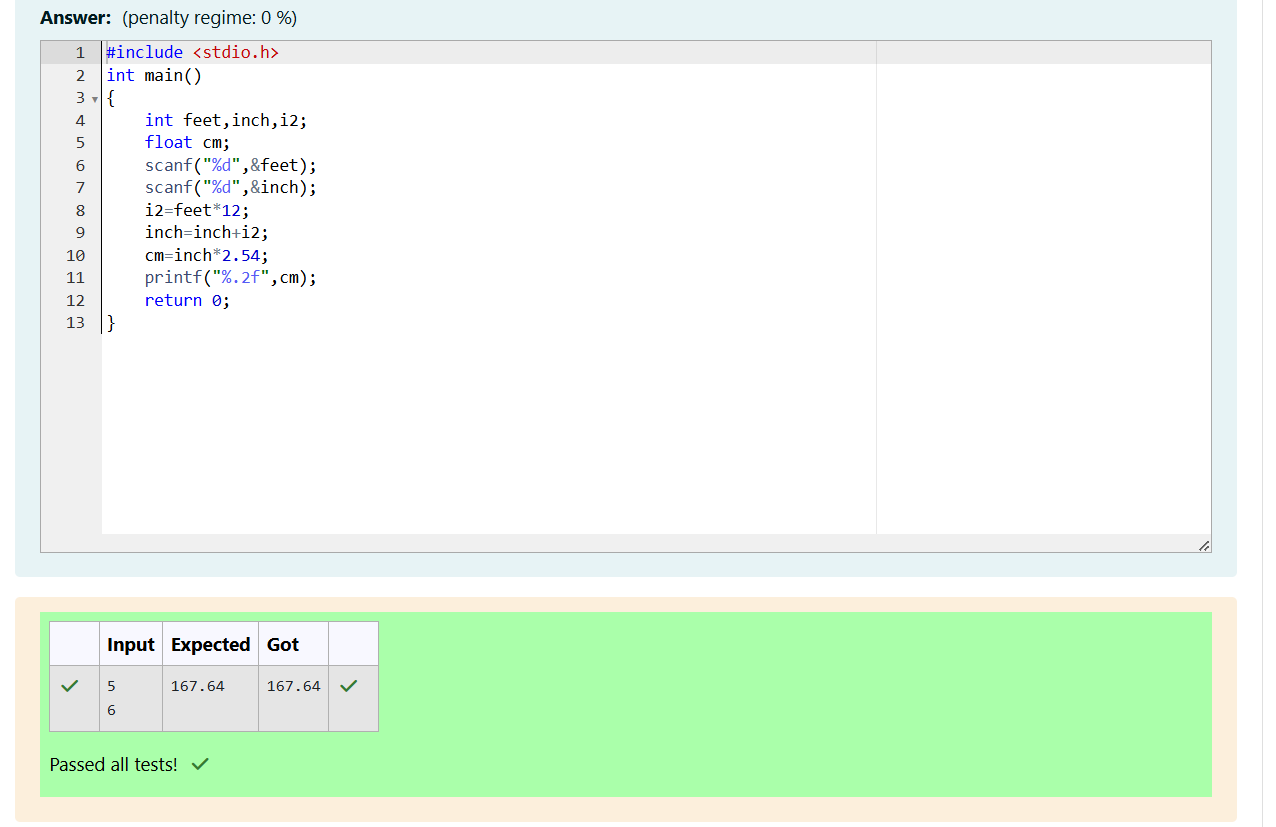 Answer: (penalty regime: 0 %)
1 #include <stdio.h>
2 int main()
3 {
4     int feet,inch,i2;
5     float cm;
6     scanf("%d",&feet);
7     scanf("%d",&inch);
8     i2=feet*12;
9     inch=inch+i2;
10     cm=inch*2.54;
11     printf("%.2f",cm);
12     return 0;
13 }
Input Expected Got
5 167.64 167.64
6
Passed all tests!